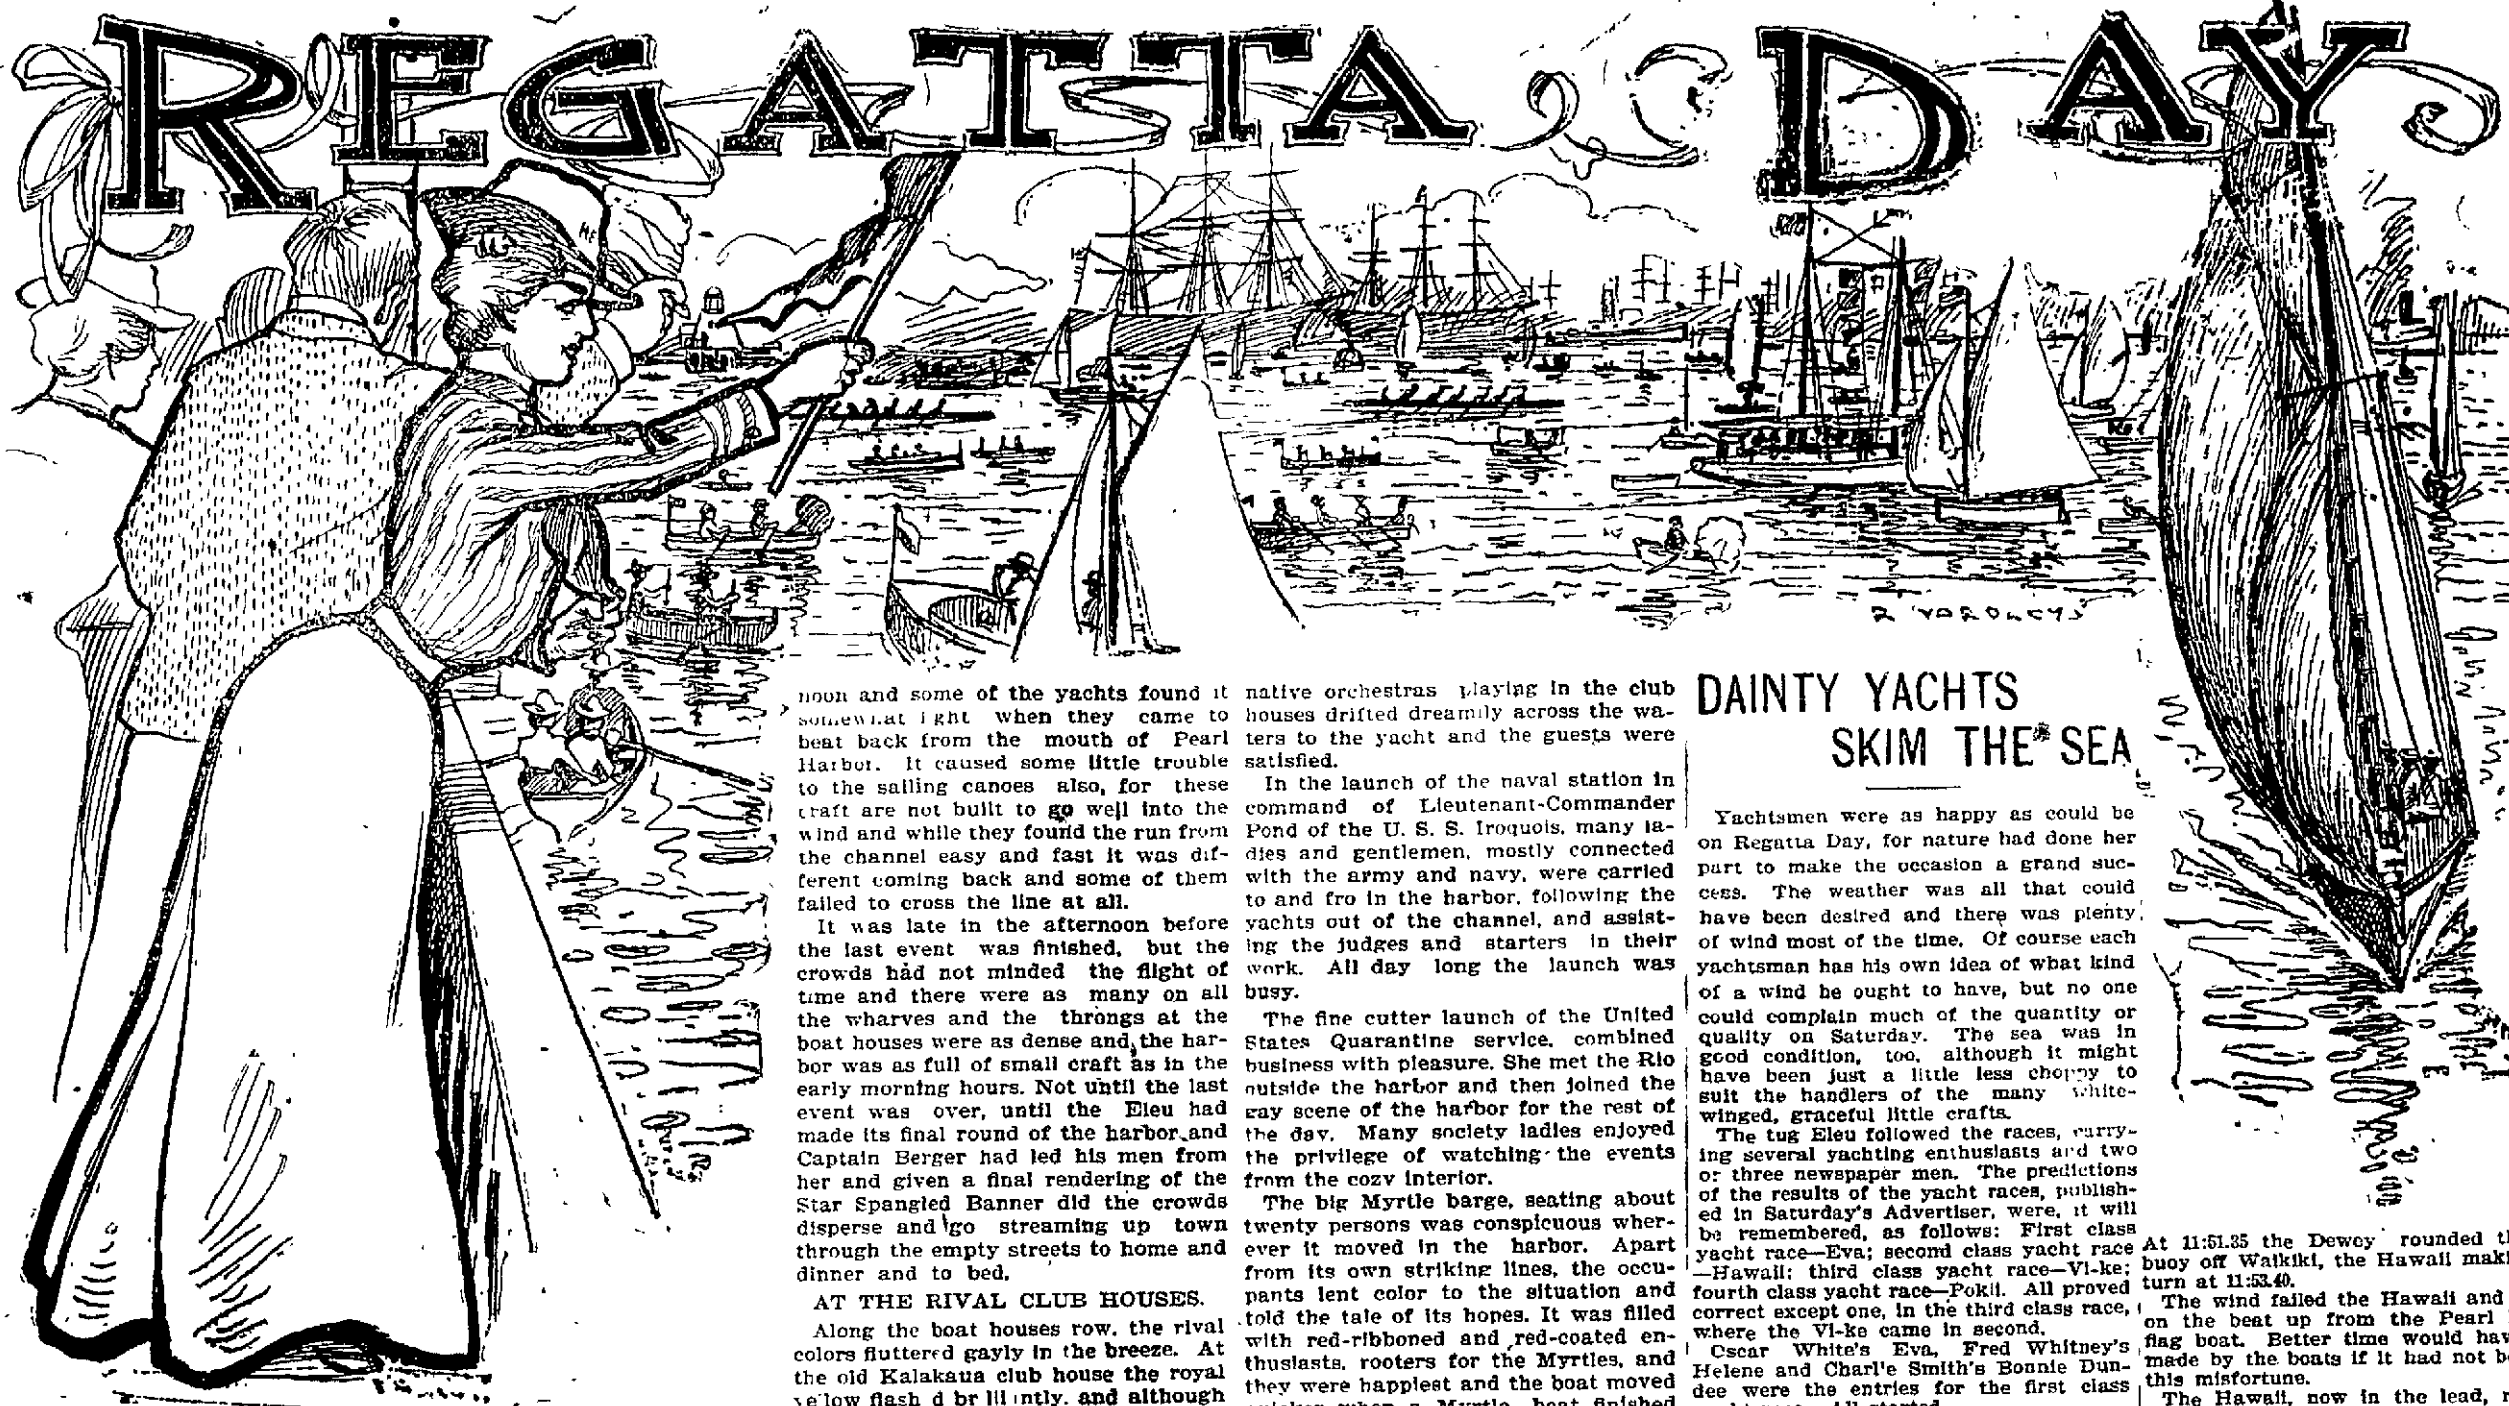 REGATTA DAY
noon and some of the yachts found it
somewhat light when they came to
beat back from the mouth of Pearl
Harbor. It caused some little trouble
to the sailing canoes also, for these
craft are not built to go well into the
wind and while they found the run from
the channel easy and fast it was dif-
ferent coming back and some of them
failed to cross the line at all.
It was late in the afternoon before
the last event was finished, but the
crowds had not minded the flight of
time and there were as many on all
the wharves and the throngs at the
boat houses were as dense and the har-
bor was as full of small craft as in the
early morning hours. Not until the last
event was over, until the Eleu had
made its final round of the harbor and
Captain Berger had led his men from
her and given a final rendering of the
Star Spangled Banner did the crowds
disperse and go streaming up town
through the empty streets to home and
dinner and to bed.
AT THE RIVAL CLUB HOUSES.
Along the boat houses row, the rival
colors fluttered gayly in the breeze. At
the old Kalakaua club house the royal
yellow flash d br lli ntly, and although
native orchestras playing in the club
houses drifted dreamily across the wa-
ters to the yacht and the guests were
satisfied.
In the launch of the naval station in
command of Lieutenant-Commander
Pond of the U. S. S. Iroquois, many la-
dies and gentlemen, mostly connected
with the army and navy, were carried
to and fro in the harbor, following the
yachts out of the channel, and assist-
ing the judges and starters in their
work. All day long the launch was
busy.
The fine cutter launch of the United
States Quarantine service, combined
business with pleasure. She met the Rio
outside the harbor and then joined the
gay scene of the harbor for the rest of
the day. Many society ladies enjoyed
the privilege of watching the events
from the cozy interior.
The big Myrtle barge, seating about
twenty persons was conspicuous wher-
ever it moved in the harbor. Apart
from its own striking lines, the occu-
pants lent color to the situation and
told the tale of its hopes. It was filled
with red-ribboned and red-coated en-
thusiasts, rooters for the Myrtles, and
they were happiest and the boat moved
when a Myrtle boat finished
DAINTY YACHTS
SKIM THE SEA
Yachtsmen were as happy as could be
on Regatta Day, for nature had done her
part to make the occasion a grand suc-
cess. The weather was all that could
have been desired and there was plenty
of wind most of the time. Of course each
yachtsman has his own idea of what kind
of a wind he ought to have, but no one
could complain much of the quantity or
quality on Saturday. The sea was in
good condition, too, although it might
have been just a little less choppy to
suit the handlers of the many white-
winged, graceful little crafts.
The tug Eleu followed the races, carry-
ing several yachting enthusiasts and two
or three newspaper men. The predictions
of the results of the yacht races, publish-
ed in Saturday's Advertiser, were, it will
be remembered, as follows: First class
yacht race—Eva; second class yacht race
—Hawaii; third class yacht race—Vi-ke;
fourth class yacht race—Pokii. All proved
correct except one, in the third class race,
where the Vi-ke came in second.
Oscar White's Eva, Fred Whitney's
Helene and Charl'e Smith's Bonnie Dun-
dee were the entries for the first class
At 11:51.35 the Dewey rounded th
buoy off Waikiki, the Hawaii maki
turn at 11:53.40.
The wind failed the Hawaii and
on the beat up from the Pearl
flag boat. Better time would hav
made by the boats if it had not b
this misfortune.
The Hawaii, now in the lead,